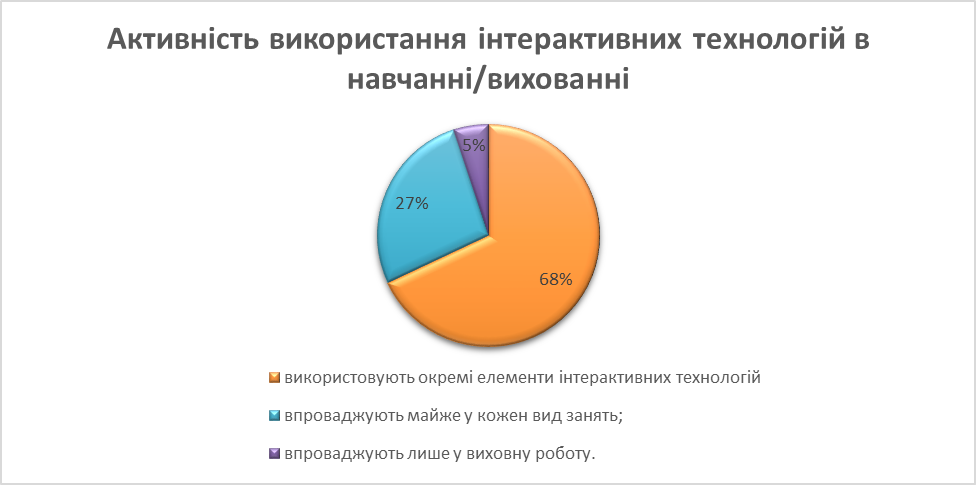 Активність використання інтерактивних технологій в
навчанні/вихованні
5%
27%
68%
використовують окремі елементи інтерактивних технологій
впроваджують майже у кожен вид занять;
впроваджують лише у виховну роботу.